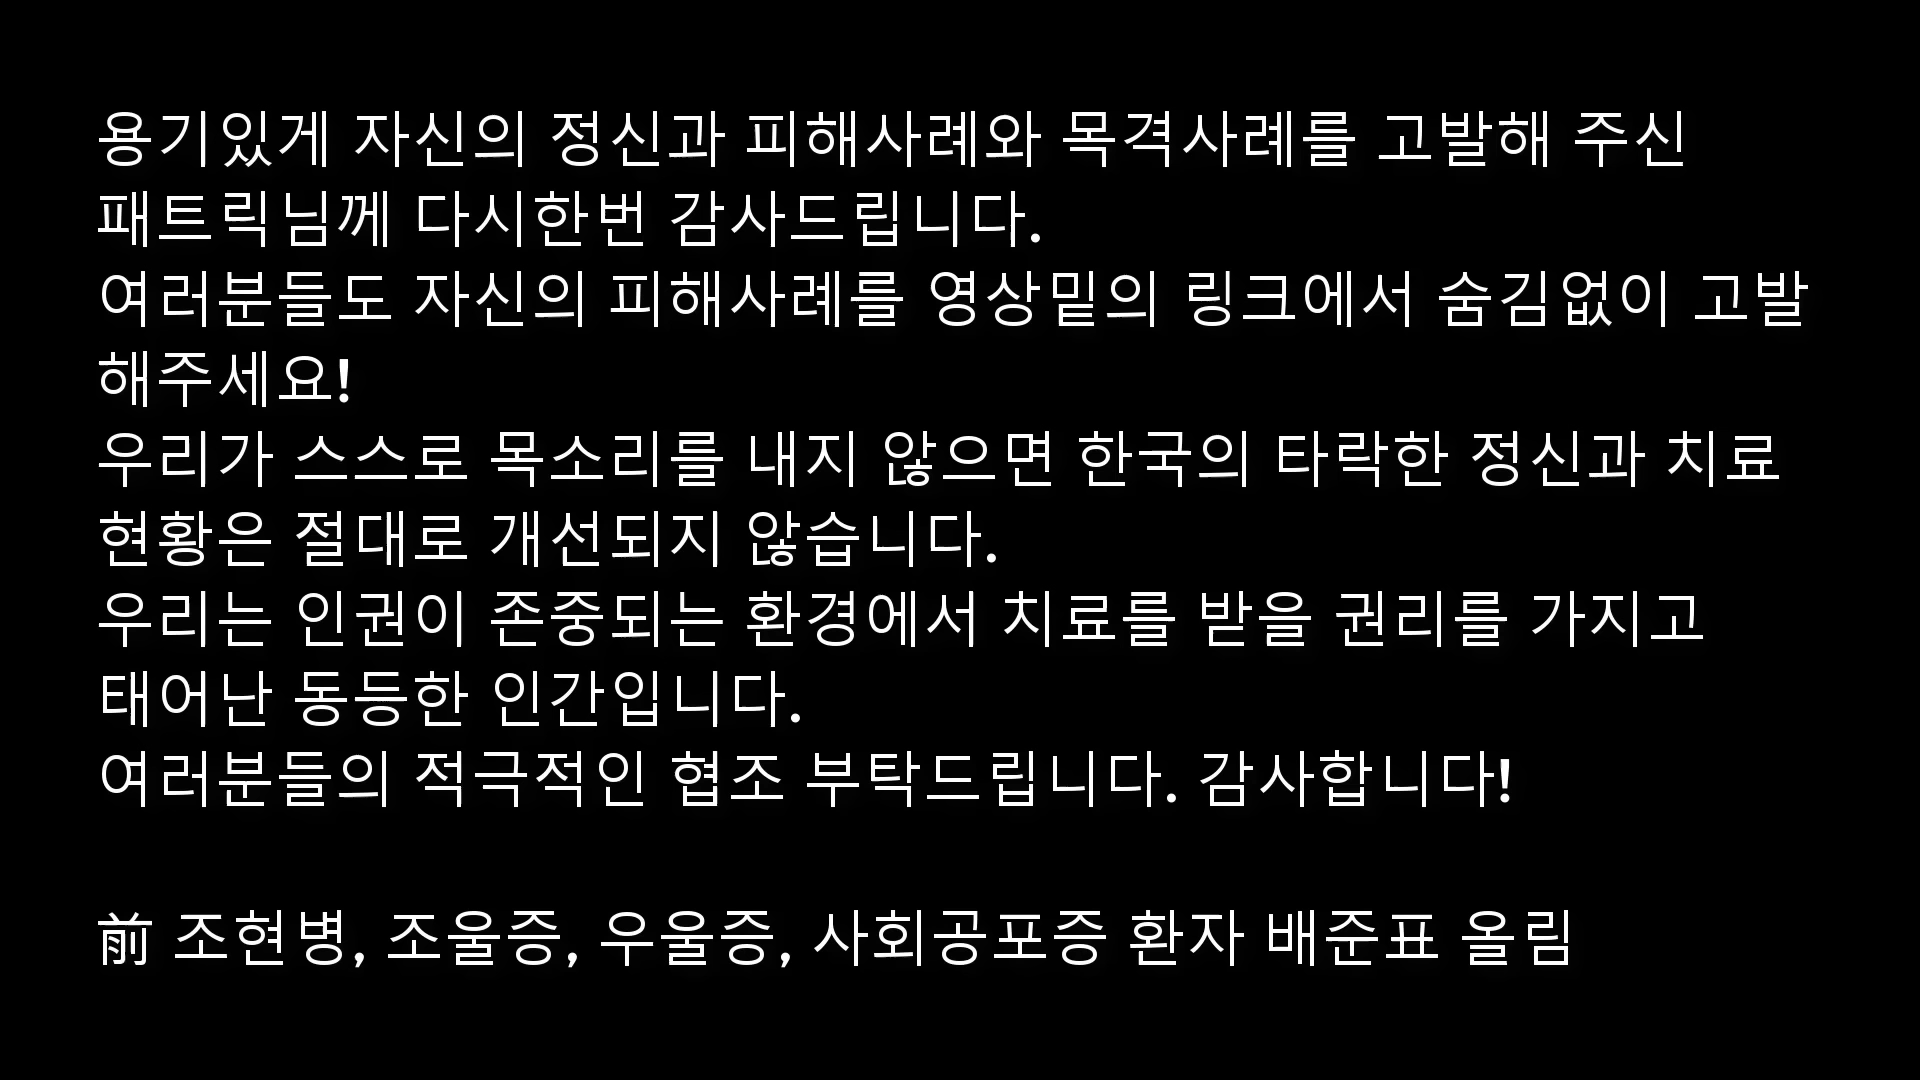 용기있게 자신의 정신과 피해사례와 목격사례를 고발해 주신
패트릭님께 다시한번 감사드립니다.
여러분들도 자신의 피해사례를 영상밑의 링크에서 숨김없이 고발
해주세요!
우리가 스스로 목소리를 내지 않으면 한국의 타락한 정신과 치료
현황은 절대로 개선되지 않습니다.
우리는 인권이 존중되는 환경에서 치료를 받을 권리를 가지고
태어난 동등한 인간입니다.
여러분들의 적극적인 협조 부탁드립니다. 감사합니다!
前 조현병, 조울증, 우울증, 사회공포증 환자 배준표 올림